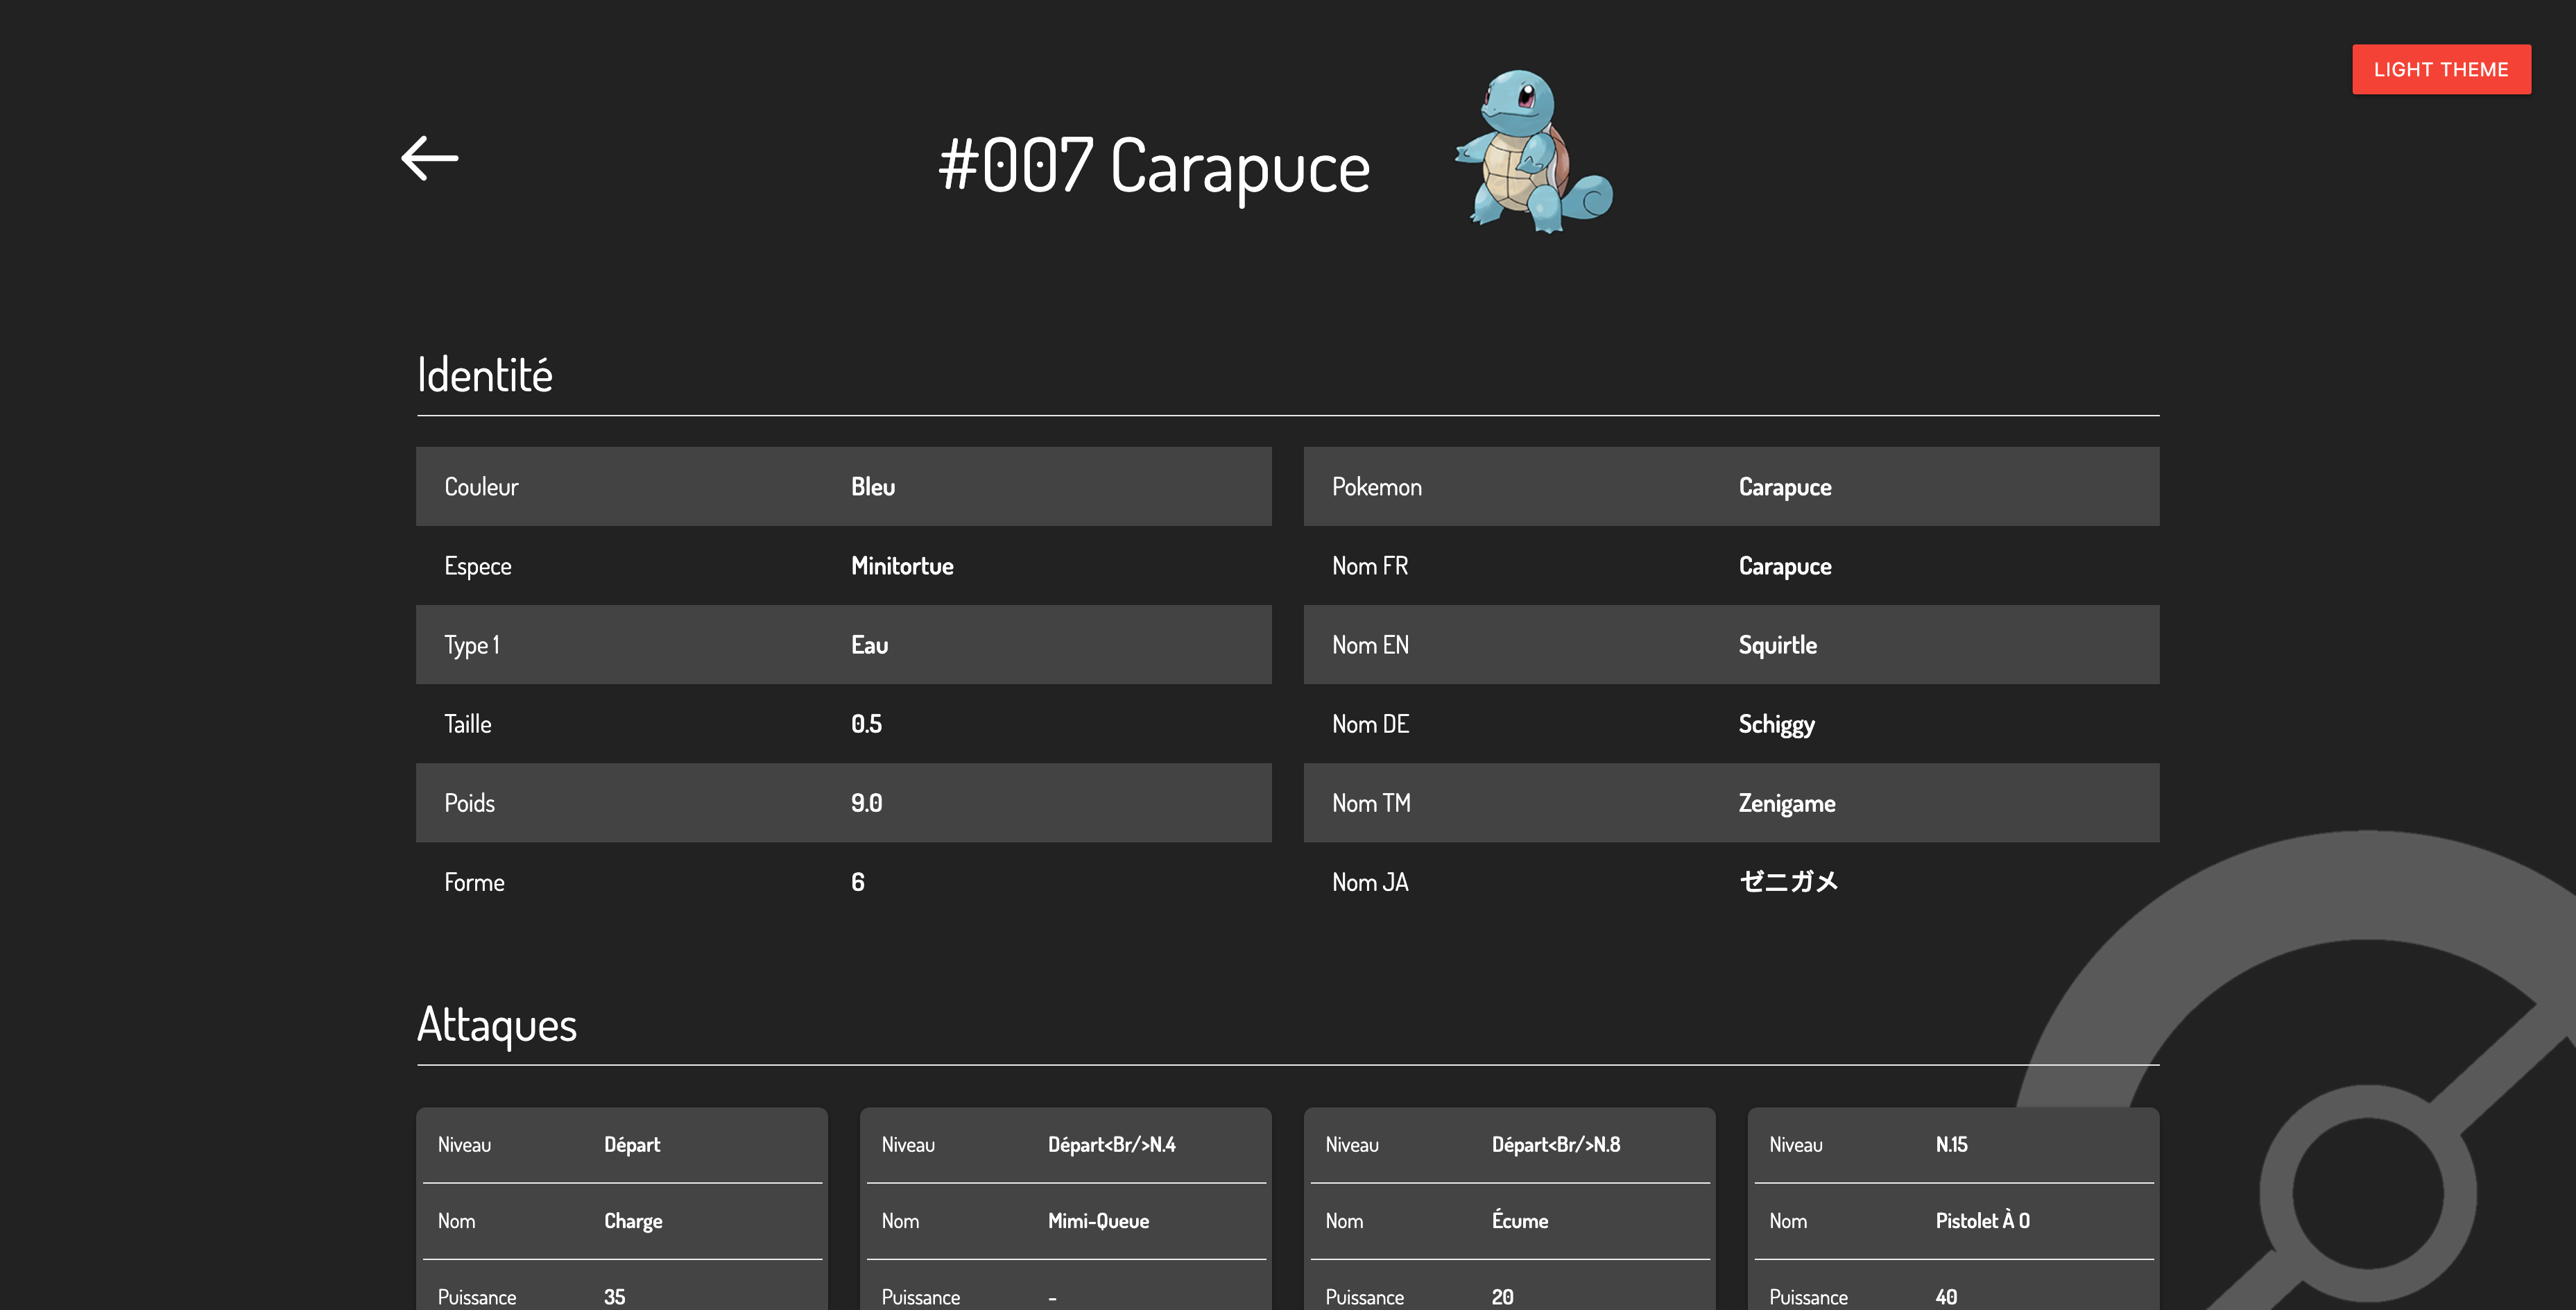 LIGHT THEME
#007 Carapuce
Identité
Couleur Bleu
Espece Minitortue
Type 1 Eau
Taille 0.5
Poids 9.0
Forme 6
Pokemon Carapuce
Nom FR Carapuce
Nom EN Squirtle
Nom DE Schiggy
Nom TM Zenigame
Nom JA ゼニガメ
Attaques
Niveau Départ
Nom Charge
Puissance 35
Niveau Départ<Br/>N.4
Nom Mimi-Queue
Puissance -
Niveau Départ<Br/>N.8
Nom Écume
Puissance 20
Niveau N.15
Nom Pistolet À O
Puissance 40